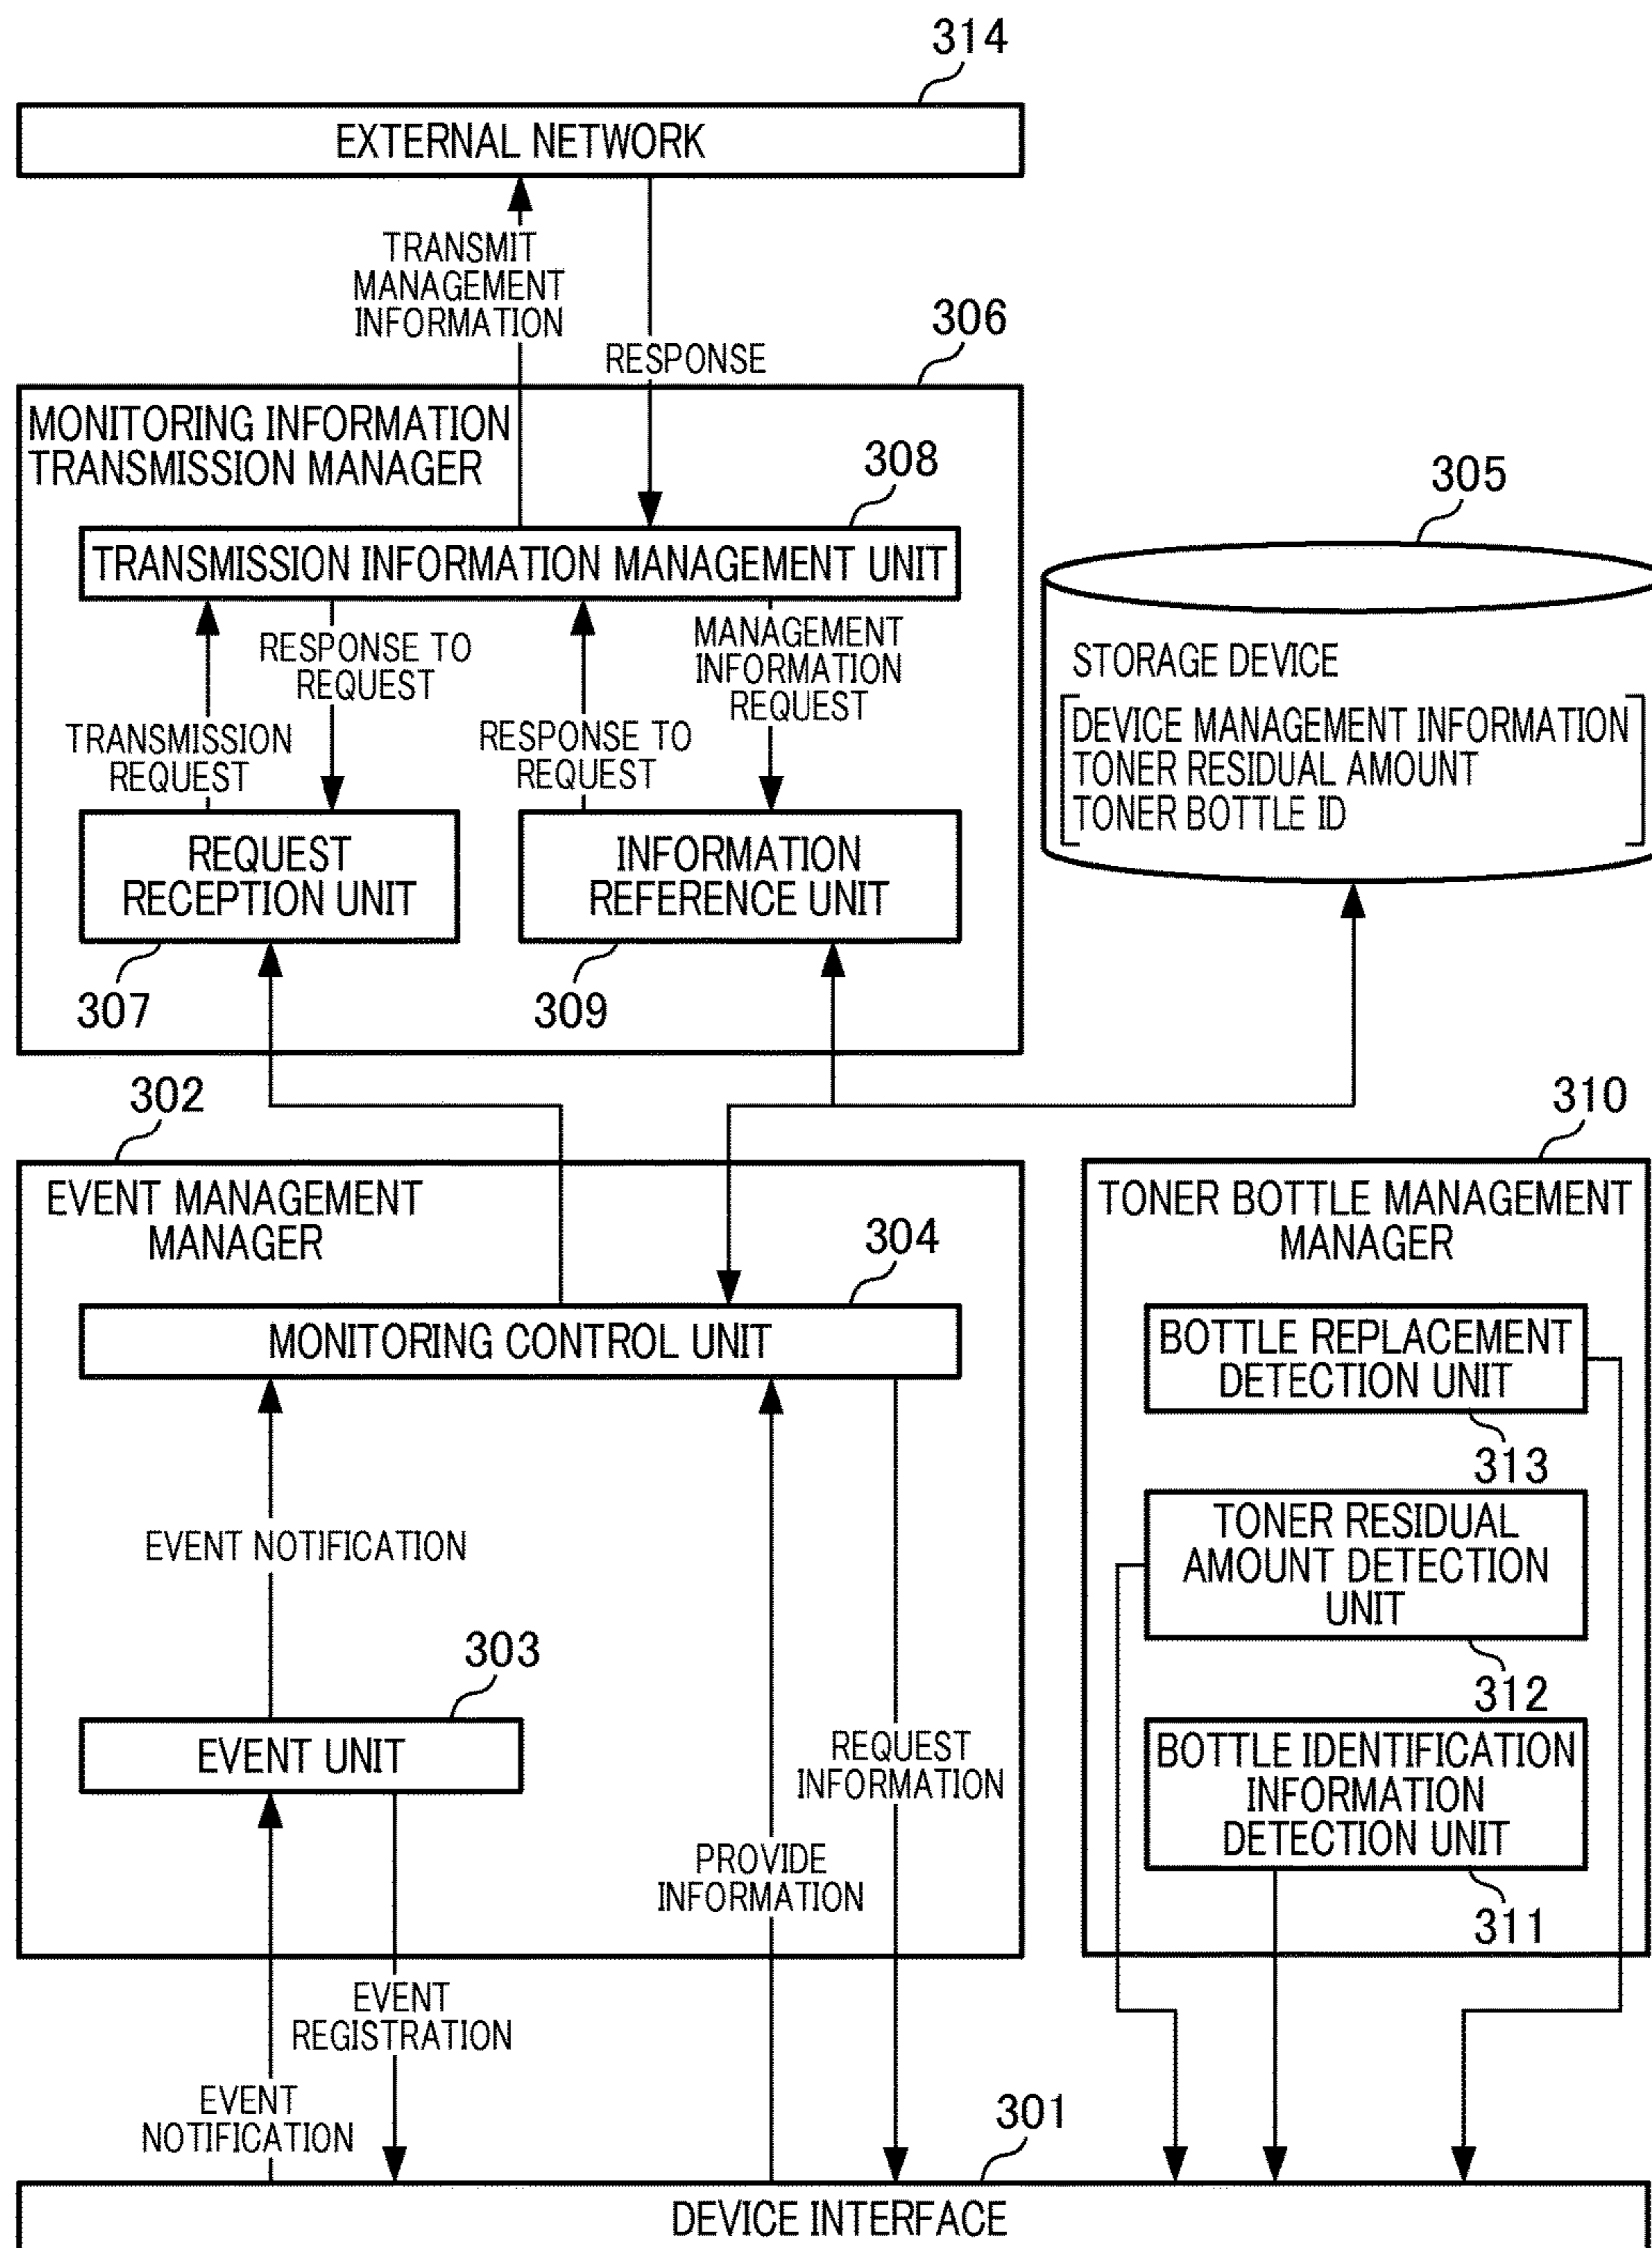 314
EXTERNAL NETWORK
TRANSMIT
MANAGEMENT
INFORMATION
RESPONSE
306
MONITORING INFORMATION
TRANSMISSION MANAGER
308
TRANSMISSION INFORMATION MANAGEMENT UNIT
RESPONSE TO
REQUEST
MANAGEMENT
INFORMATION
REQUEST
TRANSMISSION
REQUEST
RESPONSE TO
REQUEST
REQUEST
RECEPTION UNIT
INFORMATION
REFERENCE UNIT
307
309
305
STORAGE DEVICE
DEVICE MANAGEMENT INFORMATION
TONER RESIDUAL AMOUNT
TONER BOTTLE ID
302
EVENT MANAGEMENT
MANAGER
304
MONITORING CONTROL UNIT
EVENT NOTIFICATION
303
EVENT UNIT
REQUEST
INFORMATION
PROVIDE
INFORMATION
EVENT
REGISTRATION
EVENT
NOTIFICATION
310
TONER BOTTLE MANAGEMENT
MANAGER
BOTTLE REPLACEMENT
DETECTION UNIT
313
TONER RESIDUAL
AMOUNT DETECTION
UNIT
312
BOTTLE IDENTIFICATION
INFORMATION
DETECTION UNIT
311
301
DEVICE INTERFACE